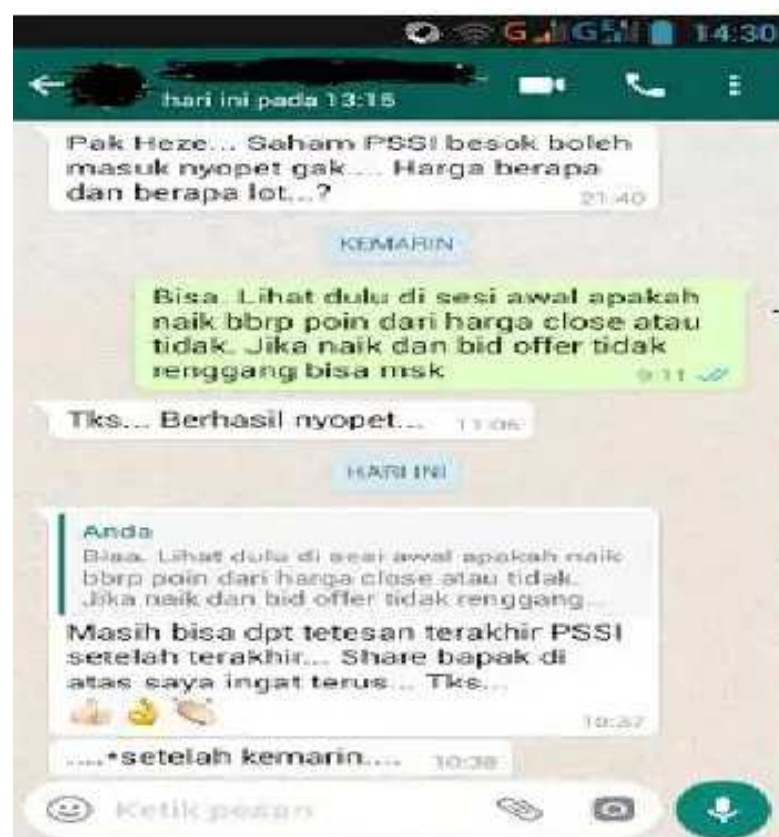 G G 14:30
hari ini pada 13:15
Pak Heze... Saham PSSI besok boleh
masuk nyopet gak.... Harga berapa
dan berapa lot...?
21:40
KEMARIN
Bisa. Lihat dulu di sesi awal apakah
naik bbrp poin dari harga close atau
tidak. Jika naik dan bid offer tidak
renggang bisa msk
9:11
Tks... Berhasil nyopet...
11:06
HARI INI
Anda
Bisa. Lihat dulu di sesi awal apakah naik
bbrp poin dari harga close atau tidak.
Jika naik dan bid offer tidak renggang...
Masih bisa dpt tetesan terakhir PSSI
setelah terakhir... Share bapak di
atas saya ingat terus... Tks...
👍👌👏
10:37
....*setelah kemarin....
10:38
Ketik pesan